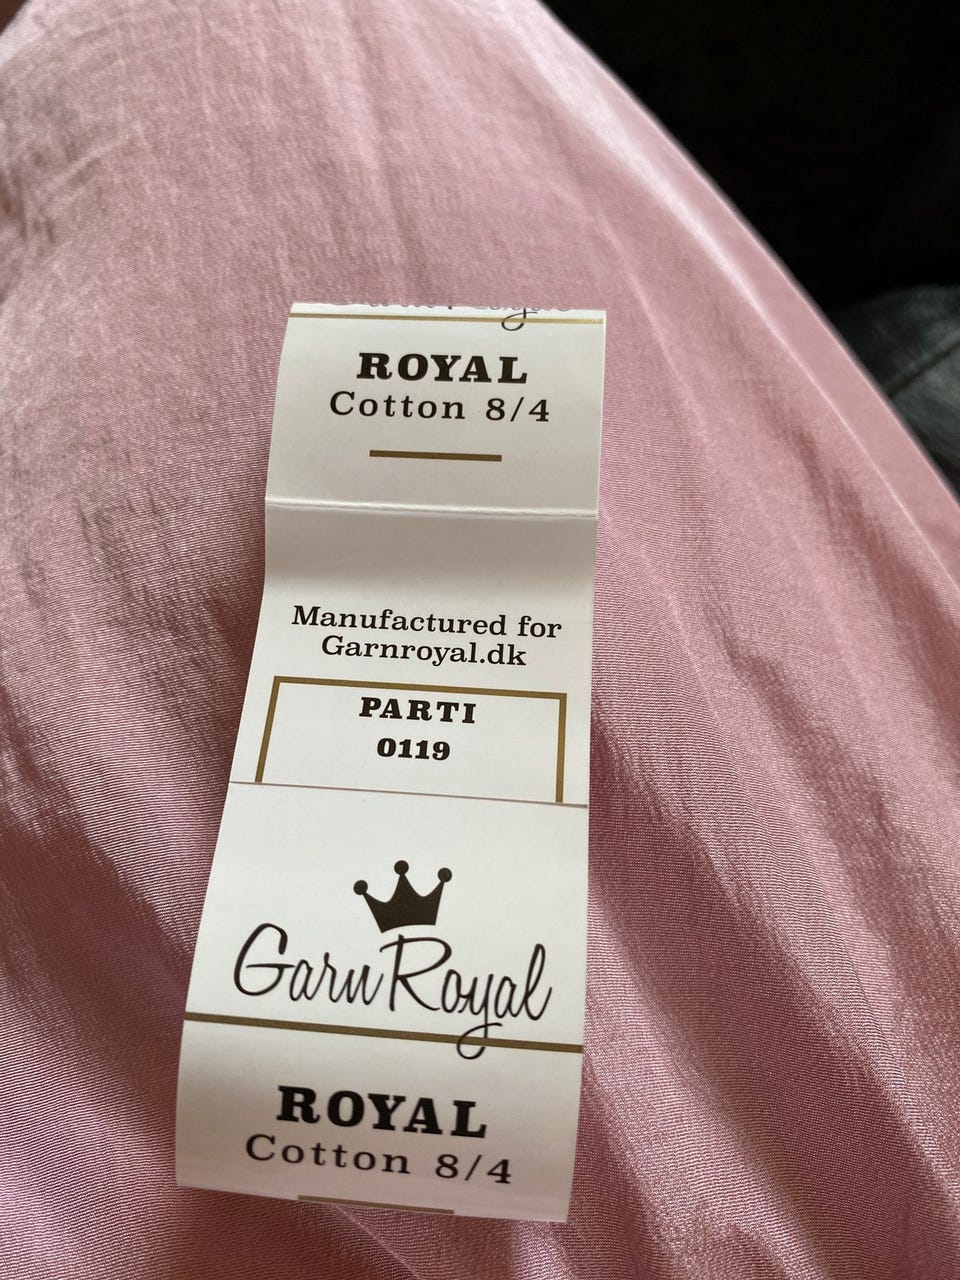 ROYAL
Cotton 8/4
Manufactured for
Garnroyal.dk
PARTI
0119
GarnRoyal
ROYAL
Cotton 8/4